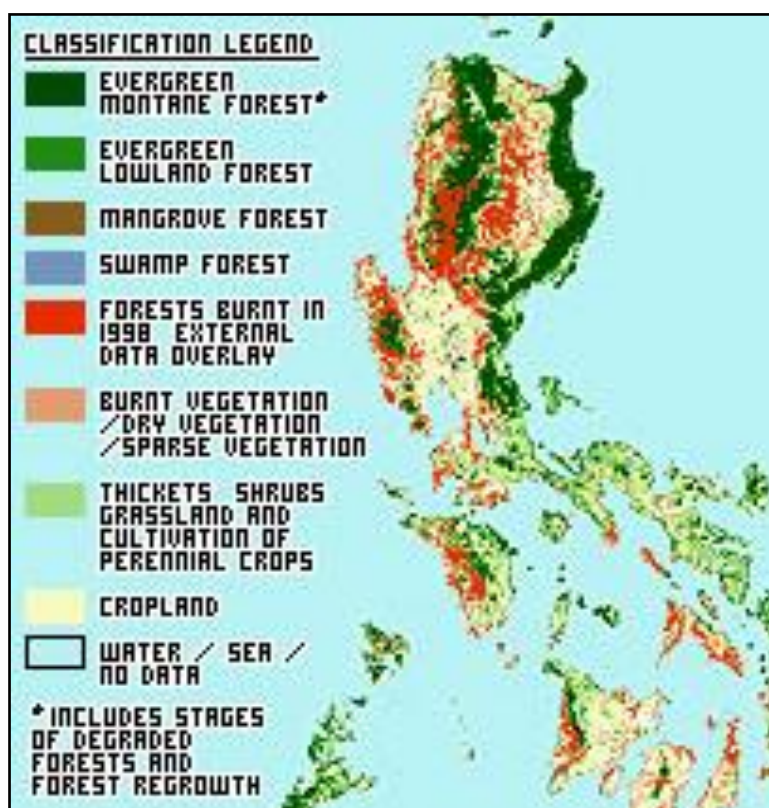 CLASSIFICATION LEGEND
EVERGREEN
MONTANE FOREST*
EVERGREEN
LOWLAND FOREST
MANGROVE FOREST
SWAMP FOREST
FORESTS BURNT IN
1998 EXTERNAL
DATA OVERLAY
BURNT VEGETATION
/DRY VEGETATION
/SPARSE VEGETATION
THICKETS SHRUBS
GRASSLAND AND
CULTIVATION OF
PERENNIAL CROPS
CROPLAND
WATER / SEA /
NO DATA
*INCLUDES STAGES
OF DEGRADED
FORESTS AND
FOREST REGROWTH